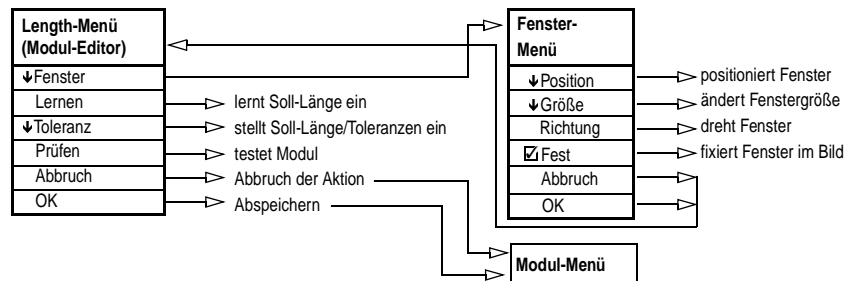 Length-Menü
(Modul-Editor)
Fenster
Lernen
Toleranz
Prüfen
Abbruch
OK
lernt Soll-Länge ein
stellt Soll-Länge/Toleranzen ein
testet Modul
Abbruch der Aktion
Abspeichern
Fenster-
Menü
Position
Größe
Richtung
Fest
Abbruch
OK
positioniert Fenster
ändert Fenstergröße
dreht Fenster
fixiert Fenster im Bild
Modul-Menü